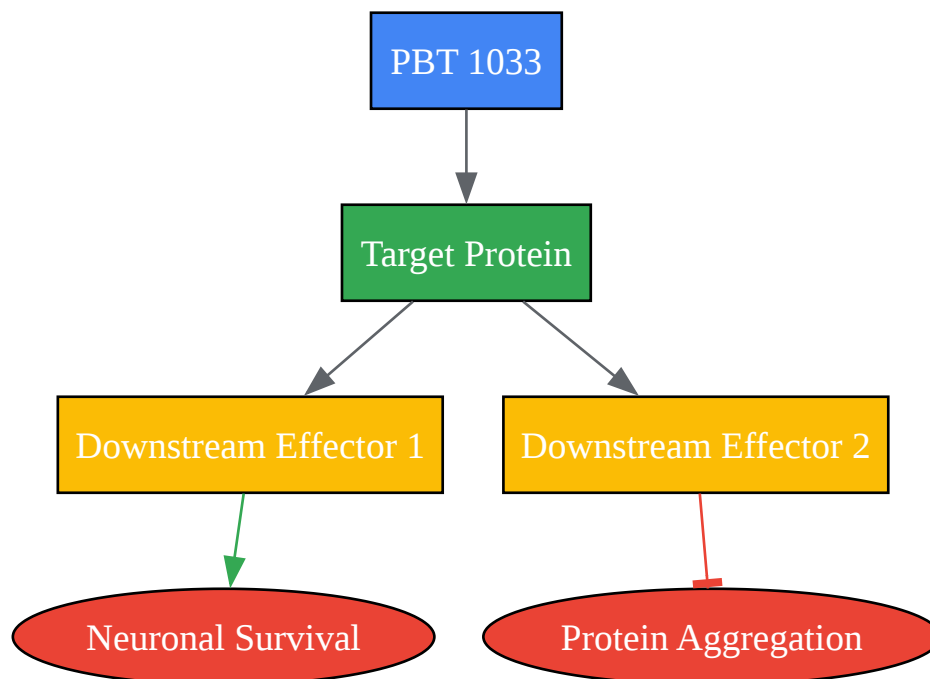 PBT 1033
Target Protein
Downstream Effector 1
Downstream Effector 2
Neuronal Survival
Protein Aggregation